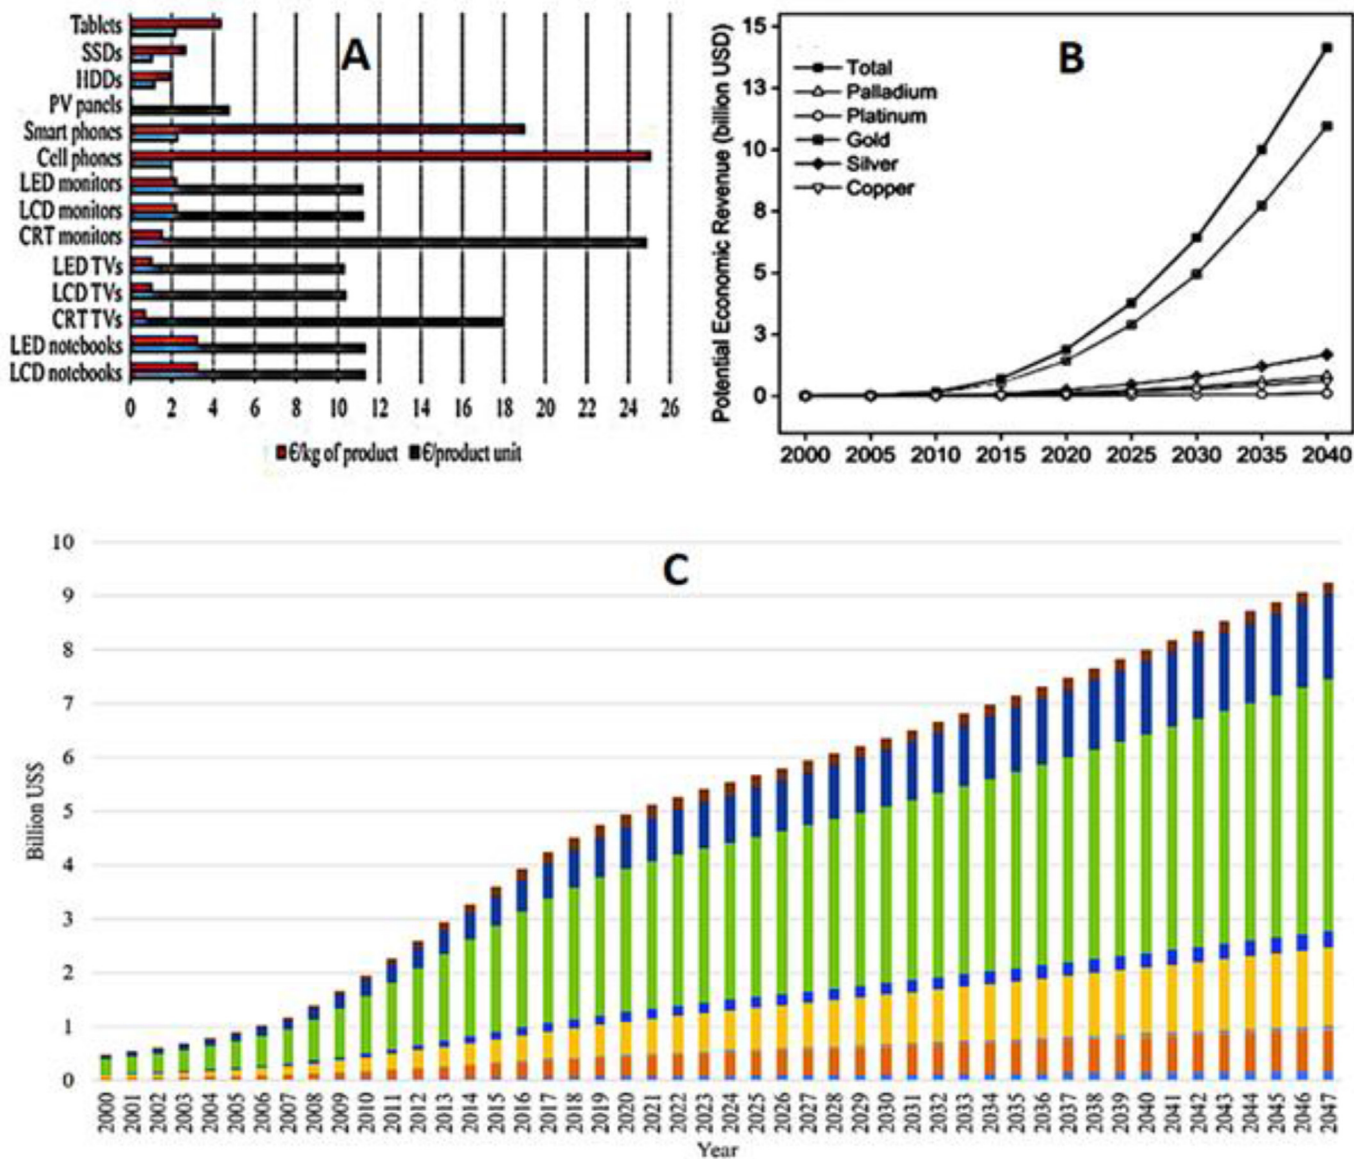 A
Tablets
SSDs
HDDs
PV panels
Smart phones
Cell phones
LED monitors
LCD monitors
CRT monitors
LED TVs
LCD TVs
CRT TVs
LED notebooks
LCD notebooks
0 2 4 6 8 10 12 14 16 18 20 22 24 26
€/kg of product €/product unit
B
Potential Economic Revenue (billion USD)
15
13
10
8
5
3
0
Total
Palladium
Platinum
Gold
Silver
Copper
2000 2005 2010 2015 2020 2025 2030 2035 2040
C
Billion US$
10
9
8
7
6
5
4
3
2
1
0
2000 2001 2002 2003 2004 2005 2006 2007 2008 2009 2010 2011 2012 2013 2014 2015 2016 2017 2018 2019 2020 2021 2022 2023 2024 2025 2026 2027 2028 2029 2030 2031 2032 2033 2034 2035 2036 2037 2038 2039 2040 2041 2042 2043 2044 2045 2046 2047
Year